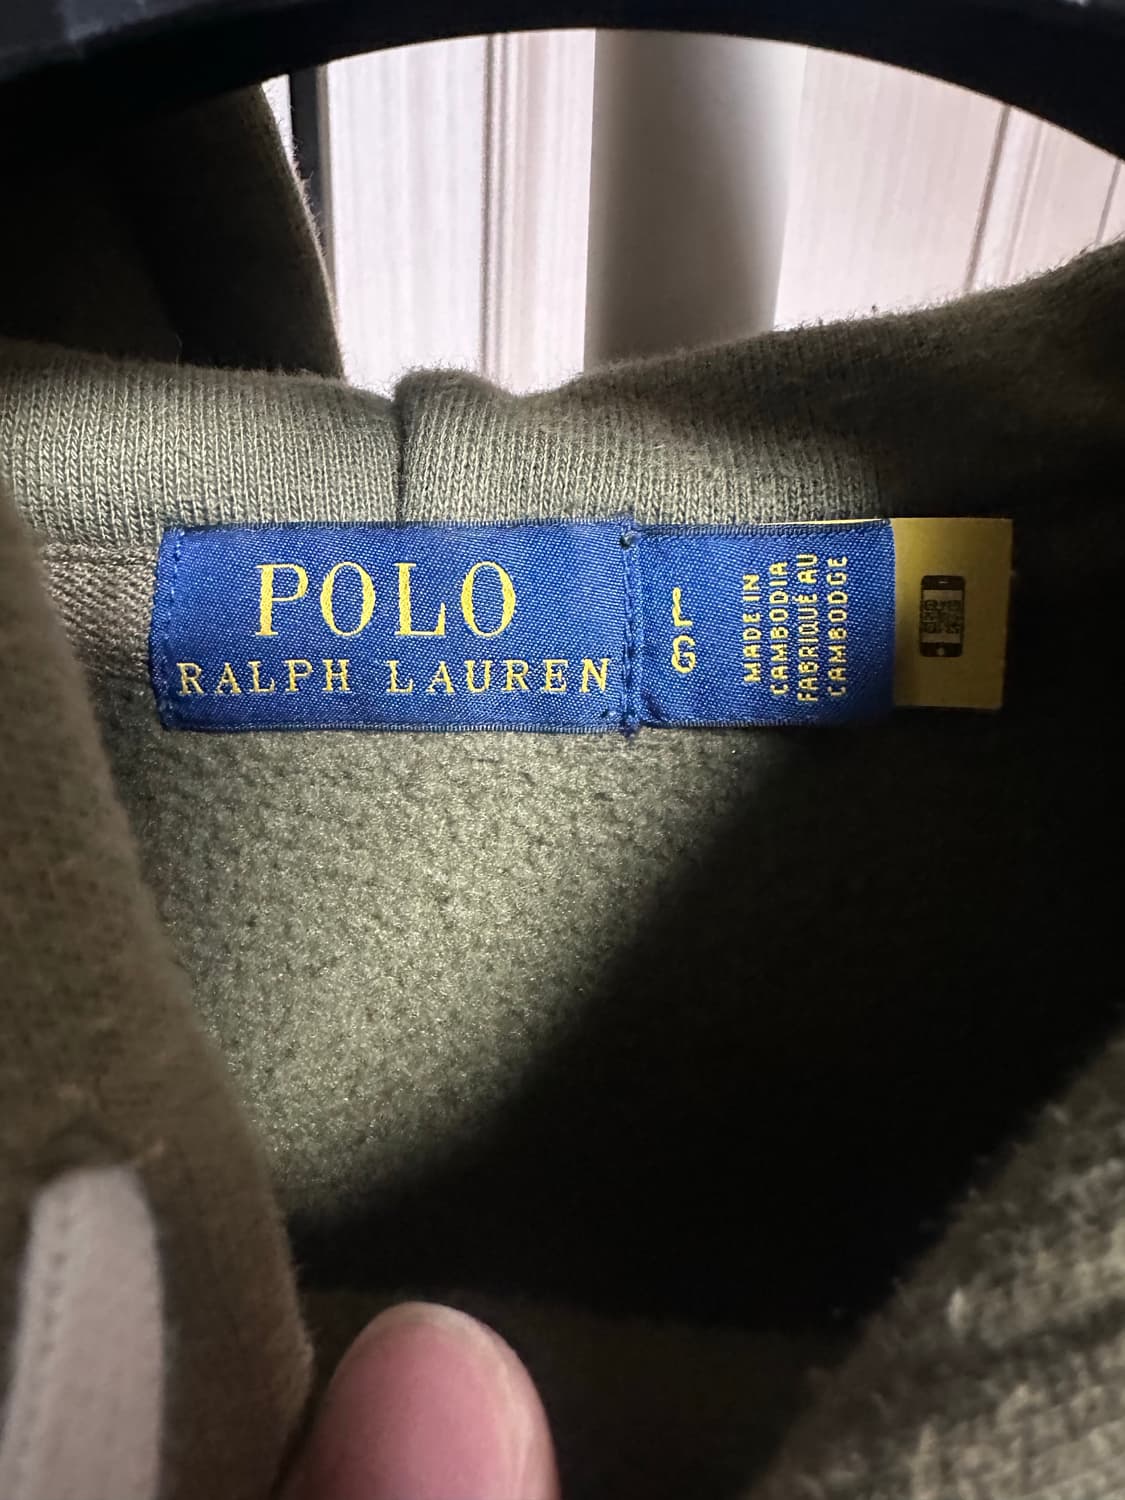 POLO
RALPH LAUREN
L
G
MADE IN
CAMBODIA
FABRIQUÉ AU
CAMBODGE